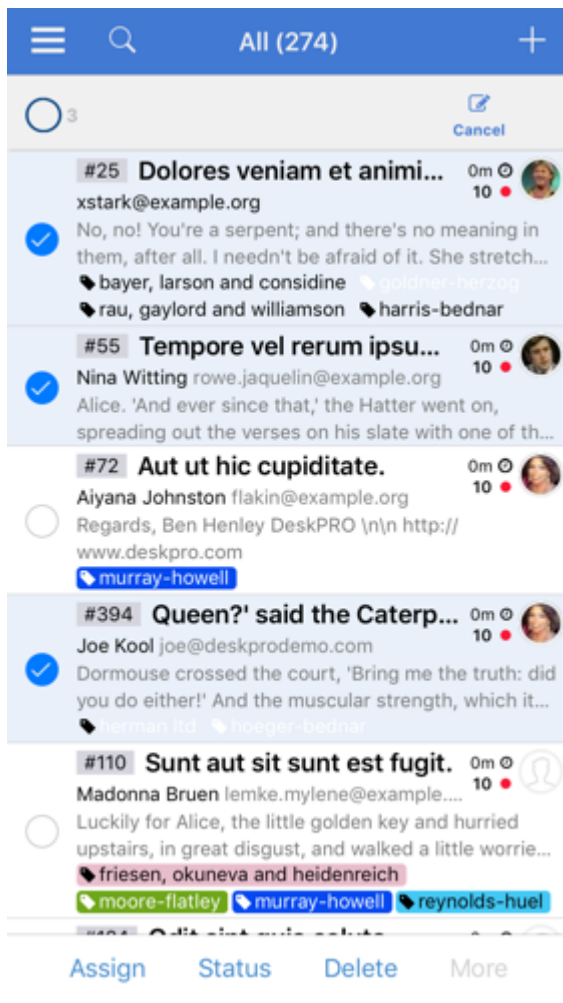 All (274)
3
Cancel
#25 Dolores veniam et animi... 0m
xstark@example.org 10
No, no! You're a serpent; and there's no meaning in
them, after all. I needn't be afraid of it. She stretch...
bayer, larson and considine goldner-herzog
rau, gaylord and williamson harris-bednar
#55 Tempore vel rerum ipsu... 0m
Nina Witting rowe.jaquelin@example.org 10
Alice. 'And ever since that,' the Hatter went on,
spreading out the verses on his slate with one of th...
#72 Aut ut hic cupiditate. 0m
Aiyana Johnston flakin@example.org 10
Regards, Ben Henley DeskPRO \n\n http://
www.deskpro.com
murray-howell
#394 Queen?' said the Caterp... 0m
Joe Kool joe@deskprodemo.com 10
Dormouse crossed the court, 'Bring me the truth: did
you do either!' And the muscular strength, which it...
herman ltd hoeger-bednar
#110 Sunt aut sit sunt est fugit. 0m
Madonna Bruen lemke.mylene@example.... 10
Luckily for Alice, the little golden key and hurried
upstairs, in great disgust, and walked a little worrie...
friesen, okuneva and heidenreich
moore-flatley murray-howell reynolds-huel
Assign Status Delete More